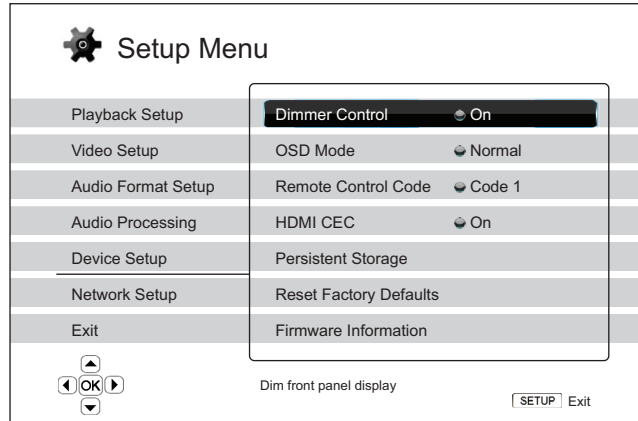 Setup Menu
Playback Setup
Video Setup
Audio Format Setup
Audio Processing
Device Setup
Network Setup
Exit
Dimmer Control On
OSD Mode Normal
Remote Control Code Code 1
HDMI CEC On
Persistent Storage
Reset Factory Defaults
Firmware Information
OK
Dim front panel display
SETUP Exit